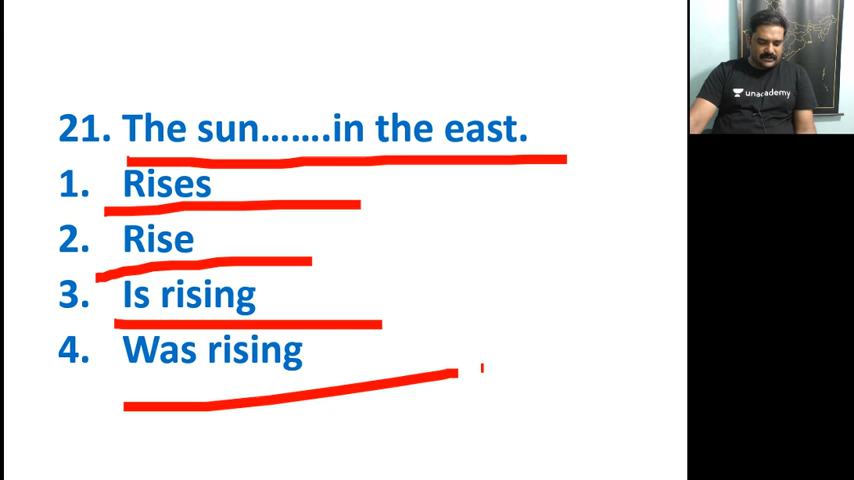 21. The sun.......in the east.
1. Rises
2. Rise
3. Is rising
4. Was rising
unacademy